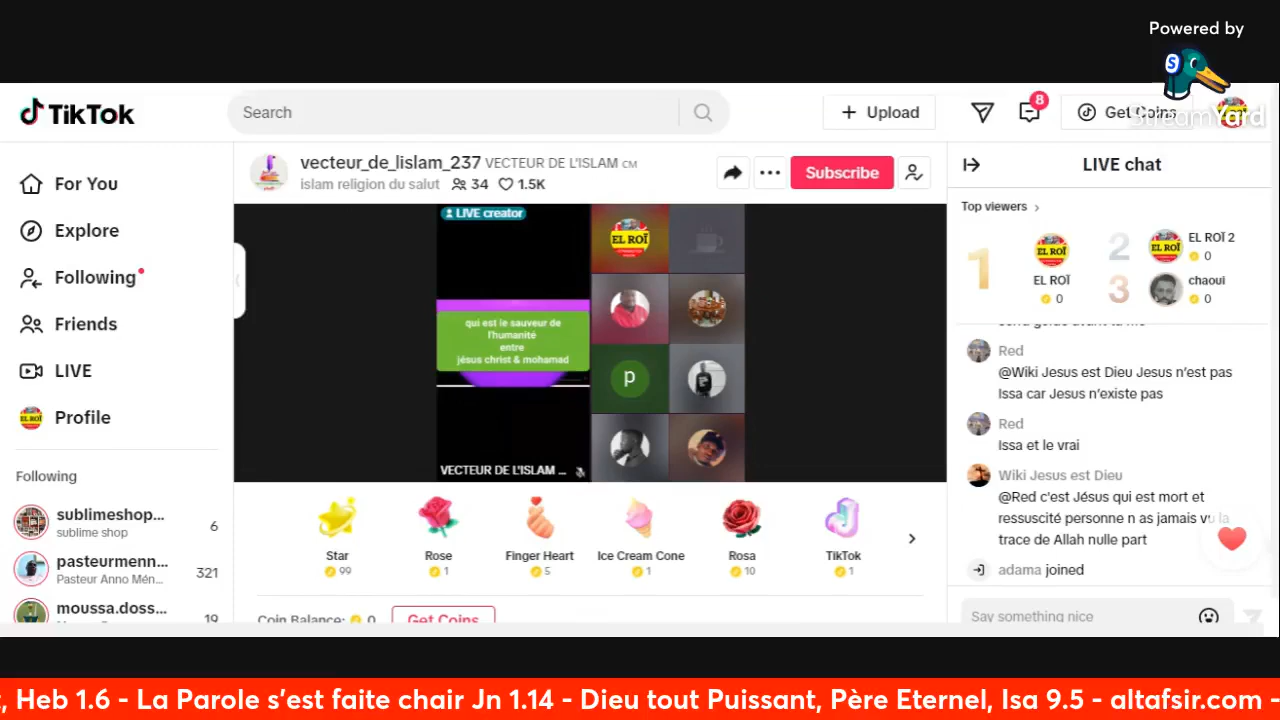 Powered by
StreamYard
TikTok
Search
Upload
8
Get Coins
For You
Explore
Following
Friends
LIVE
Profile
Following
sublimeshop...
sublime shop
6
pasteurmenn...
Pasteur Anno Mén...
321
moussa.doss...
19
vecteur_de_lislam_237 VECTEUR DE L'ISLAM CM
islam religion du salut 34 1.5K
Subscribe
LIVE creator
EL ROÏ
qui est le sauveur de
l'humanité
entre
jésus christ & mohamad
p
VECTEUR DE L'ISLAM ...
Star
99
Rose
1
Finger Heart
5
Ice Cream Cone
1
Rosa
10
TikTok
1
Coin Balance: 0
Get Coins
LIVE chat
Top viewers
1
EL ROÏ
0
2
EL ROÏ 2
0
3
chaoui
0
Red
@Wiki Jesus est Dieu Jesus n'est pas
Issa car Jesus n'existe pas
Red
Issa et le vrai
Wiki Jesus est Dieu
@Red c'est Jésus qui est mort et
ressuscité personne n as jamais vu la
trace de Allah nulle part
adama joined
Say something nice
, Heb 1.6 - La Parole s'est faite chair Jn 1.14 - Dieu tout Puissant, Père Eternel, Isa 9.5 - altafsir.com -